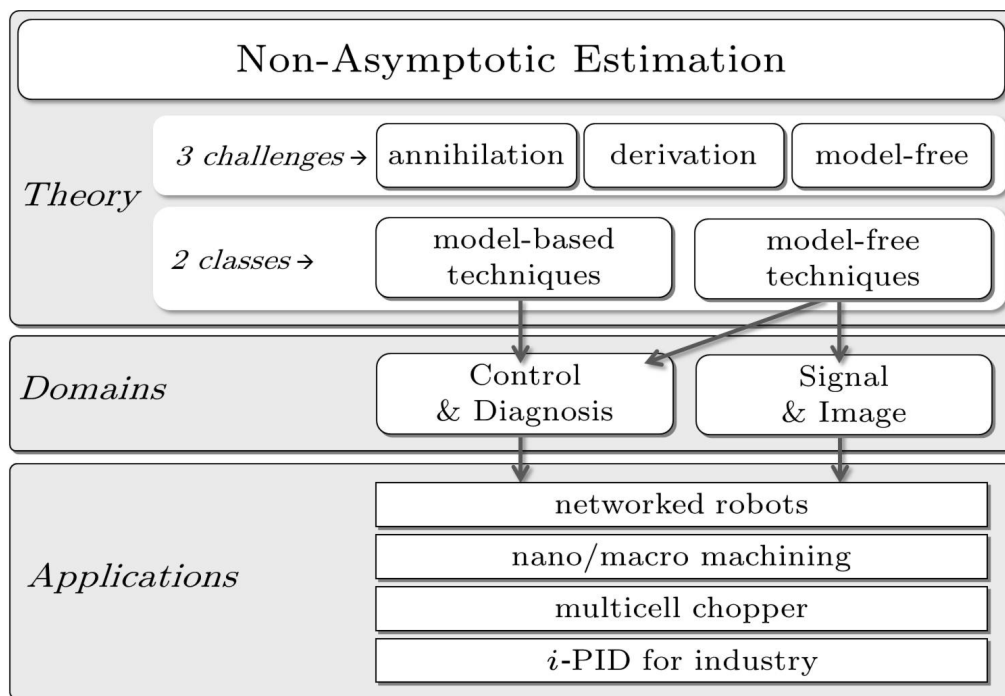 Non-Asymptotic Estimation
3 challenges → annihilation derivation model-free
Theory
2 classes → model-based techniques model-free techniques
Domains
Control & Diagnosis
Signal & Image
Applications
networked robots
nano/macro machining
multicell chopper
i-PID for industry